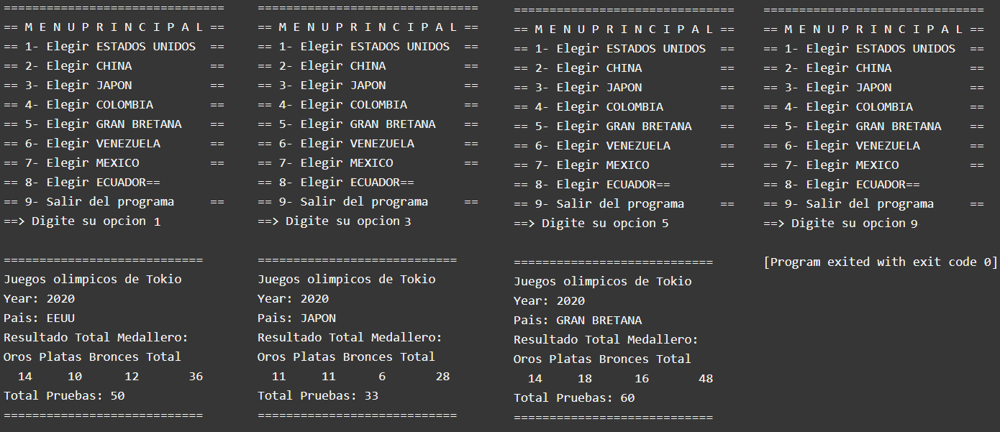 ===============================
== M E N U P R I N C I P A L ==
== 1- Elegir ESTADOS UNIDOS  ==
== 2- Elegir CHINA           ==
== 3- Elegir JAPON           ==
== 4- Elegir COLOMBIA        ==
== 5- Elegir GRAN BRETANA    ==
== 6- Elegir VENEZUELA       ==
== 7- Elegir MEXICO          ==
== 8- Elegir ECUADOR==
== 9- Salir del programa     ==
==> Digite su opcion 1
============================
Juegos olimpicos de Tokio
Year: 2020
Pais: EEUU
Resultado Total Medallero:
Oros Platas Bronces Total
  14     10      12       36
Total Pruebas: 50
============================
===============================
== M E N U P R I N C I P A L ==
== 1- Elegir ESTADOS UNIDOS  ==
== 2- Elegir CHINA           ==
== 3- Elegir JAPON           ==
== 4- Elegir COLOMBIA        ==
== 5- Elegir GRAN BRETANA    ==
== 6- Elegir VENEZUELA       ==
== 7- Elegir MEXICO          ==
== 8- Elegir ECUADOR==
== 9- Salir del programa     ==
==> Digite su opcion 3
============================
Juegos olimpicos de Tokio
Year: 2020
Pais: JAPON
Resultado Total Medallero:
Oros Platas Bronces Total
  11     11      6       28
Total Pruebas: 33
============================
===============================
== M E N U P R I N C I P A L ==
== 1- Elegir ESTADOS UNIDOS  ==
== 2- Elegir CHINA           ==
== 3- Elegir JAPON           ==
== 4- Elegir COLOMBIA        ==
== 5- Elegir GRAN BRETANA    ==
== 6- Elegir VENEZUELA       ==
== 7- Elegir MEXICO          ==
== 8- Elegir ECUADOR==
== 9- Salir del programa     ==
==> Digite su opcion 5
============================
Juegos olimpicos de Tokio
Year: 2020
Pais: GRAN BRETANA
Resultado Total Medallero:
Oros Platas Bronces Total
  14     18      16       48
Total Pruebas: 60
============================
===============================
== M E N U P R I N C I P A L ==
== 1- Elegir ESTADOS UNIDOS  ==
== 2- Elegir CHINA           ==
== 3- Elegir JAPON           ==
== 4- Elegir COLOMBIA        ==
== 5- Elegir GRAN BRETANA    ==
== 6- Elegir VENEZUELA       ==
== 7- Elegir MEXICO          ==
== 8- Elegir ECUADOR==
== 9- Salir del programa     ==
==> Digite su opcion 9
[Program exited with exit code 0]